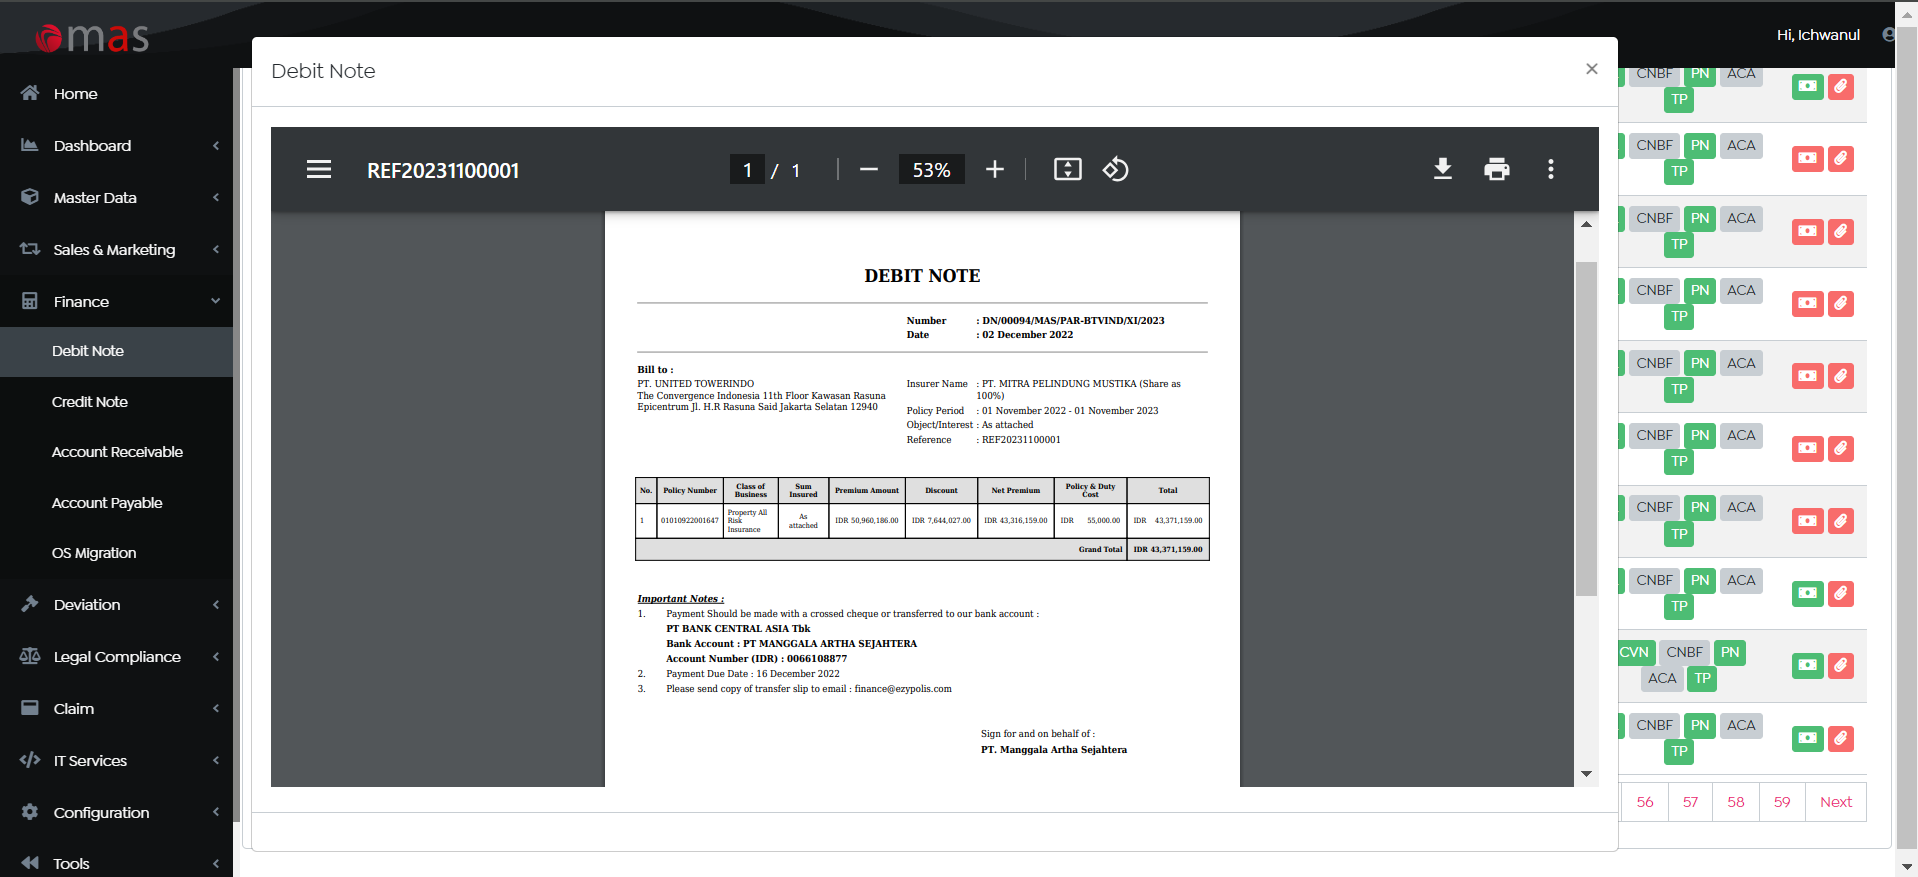 mas
Hi, Ichwanul
Home
Dashboard
Master Data
Sales & Marketing
Finance
Debit Note
Credit Note
Account Receivable
Account Payable
OS Migration
Deviation
Legal Compliance
Claim
IT Services
Configuration
Tools
Debit Note
×
REF20231100001
1 / 1
53%
DEBIT NOTE
Number : DN/00094/MAS/PAR-BTVIND/XI/2023
Date : 02 December 2022
Bill to :
PT. UNITED TOWERINDO
The Convergence Indonesia 11th Floor Kawasan Rasuna
Epicentrum Jl. H.R Rasuna Said Jakarta Selatan 12940
Insurer Name : PT. MITRA PELINDUNG MUSTIKA (Share as
100%)
Policy Period : 01 November 2022 - 01 November 2023
Object/Interest : As attached
Reference : REF20231100001
No. Policy Number Class of Business Sum Insured Premium Amount Discount Net Premium Policy & Duty Cost Total
1 01010922001647 Property All Risk Insurance As attached IDR 50,960,186.00 IDR 7,644,027.00 IDR 43,316,159.00 IDR 55,000.00 IDR 43,371,159.00
Grand Total IDR 43,371,159.00
Important Notes :
1. Payment Should be made with a crossed cheque or transferred to our bank account :
PT BANK CENTRAL ASIA Tbk
Bank Account : PT MANGGALA ARTHA SEJAHTERA
Account Number (IDR) : 0066108877
2. Payment Due Date : 16 December 2022
3. Please send copy of transfer slip to email : finance@ezypolis.com
Sign for and on behalf of :
PT. Manggala Artha Sejahtera
CNBF PN ACA
TP
CNBF PN ACA
TP
CNBF PN ACA
TP
CNBF PN ACA
TP
CNBF PN ACA
TP
CNBF PN ACA
TP
CNBF PN ACA
TP
CNBF PN ACA
TP
CVN CNBF PN
ACA TP
CNBF PN ACA
TP
56 57 58 59 Next